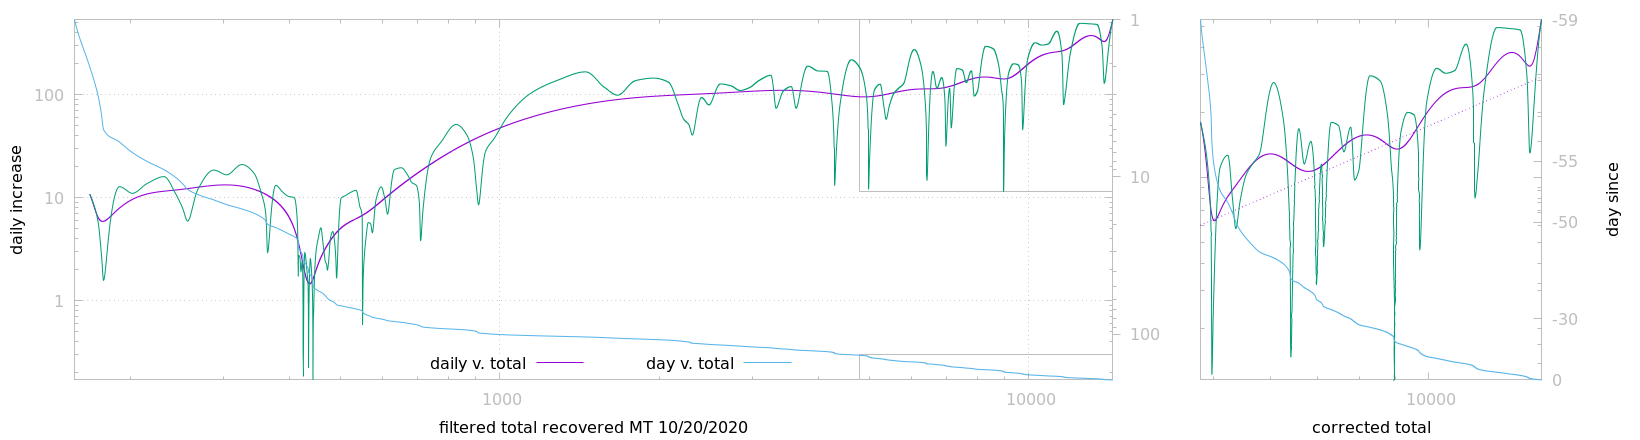 daily increase
100
10
1
1
10
100
daily v. total
day v. total
1000
10000
filtered total recovered MT 10/20/2020
-59
-55
-50
-30
0
day since
10000
corrected total